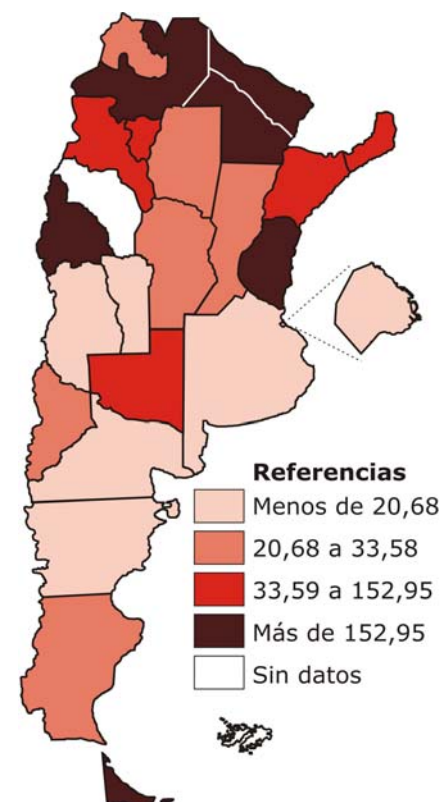 Referencias
Menos de 20,68
20,68 a 33,58
33,59 a 152,95
Más de 152,95
Sin datos